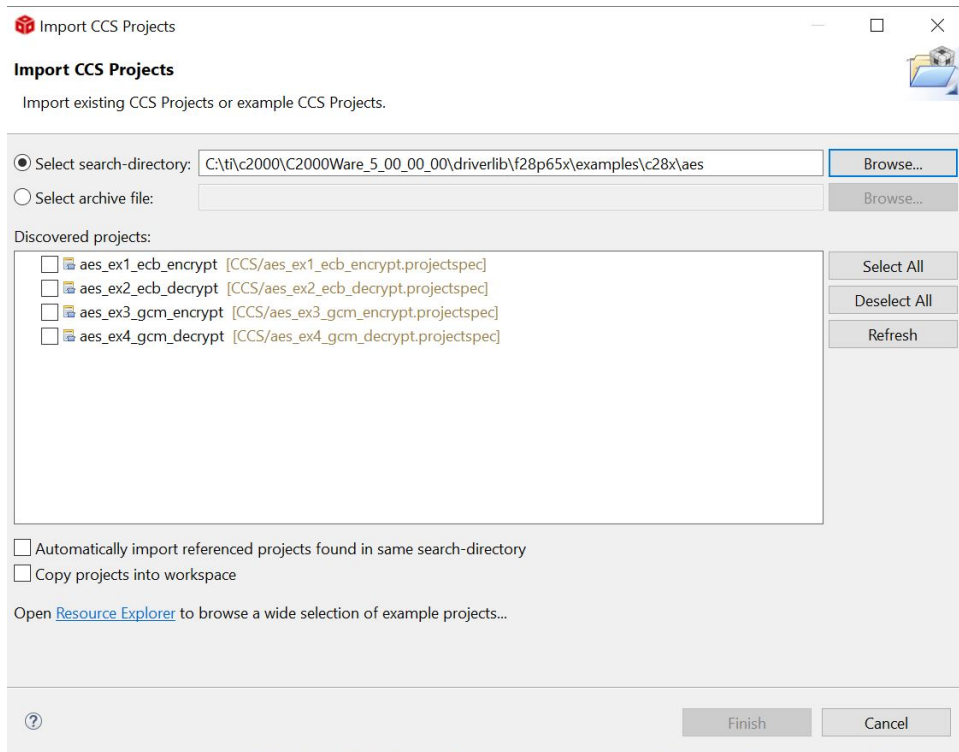 Import CCS Projects
Import CCS Projects
Import existing CCS Projects or example CCS Projects.
Select search-directory: C:\ti\c2000\C2000Ware_5_00_00_00\driverlib\f28p65x\examples\c28x\aes Browse...
Select archive file: Browse...
Discovered projects:
aes_ex1_ecb_encrypt [CCS/aes_ex1_ecb_encrypt.projectspec] Select All
aes_ex2_ecb_decrypt [CCS/aes_ex2_ecb_decrypt.projectspec] Deselect All
aes_ex3_gcm_encrypt [CCS/aes_ex3_gcm_encrypt.projectspec]
aes_ex4_gcm_decrypt [CCS/aes_ex4_gcm_decrypt.projectspec] Refresh
Automatically import referenced projects found in same search-directory
Copy projects into workspace
Open Resource Explorer to browse a wide selection of example projects...
? Finish Cancel